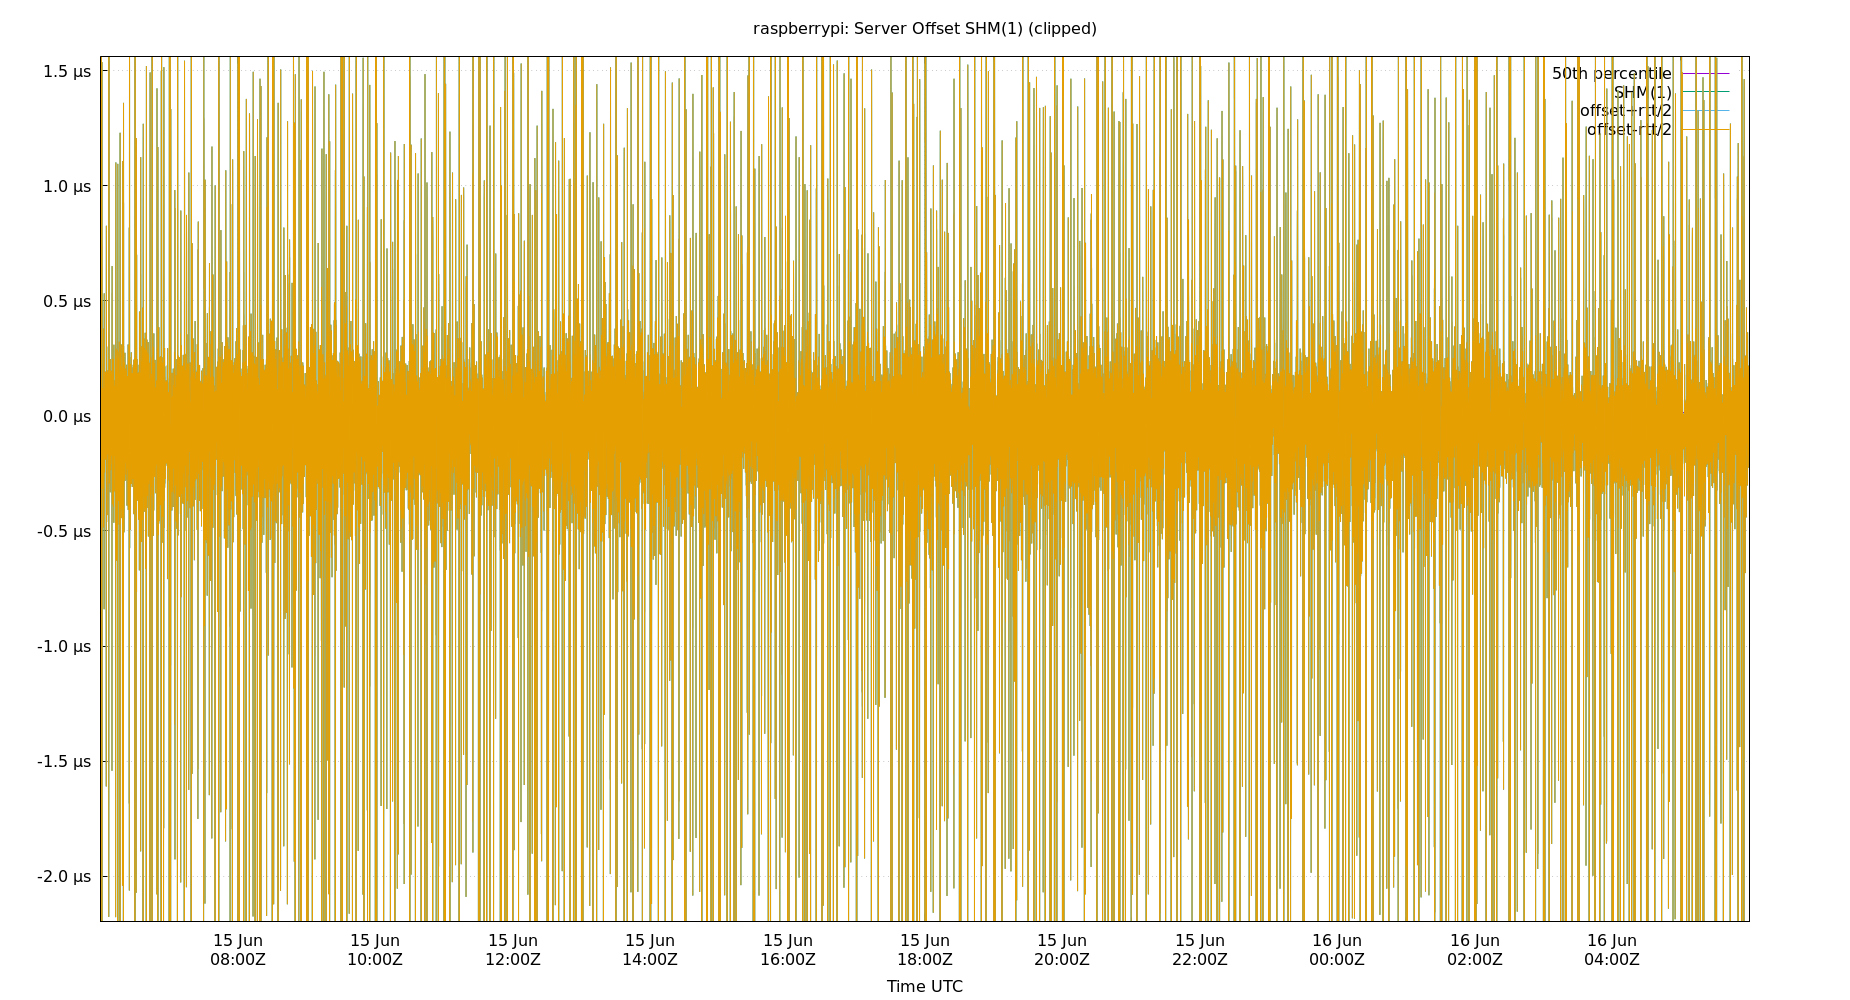 raspberrypi: Server Offset SHM(1) (clipped)
1.5 µs
1.0 µs
0.5 µs
0.0 µs
-0.5 µs
-1.0 µs
-1.5 µs
-2.0 µs
50th percentile
SHM(1)
offset+rtt/2
offset-rtt/2
15 Jun 15 Jun 15 Jun 15 Jun 15 Jun 15 Jun 15 Jun 15 Jun 16 Jun 16 Jun 16 Jun
08:00Z 10:00Z 12:00Z 14:00Z 16:00Z 18:00Z 20:00Z 22:00Z 00:00Z 02:00Z 04:00Z
Time UTC